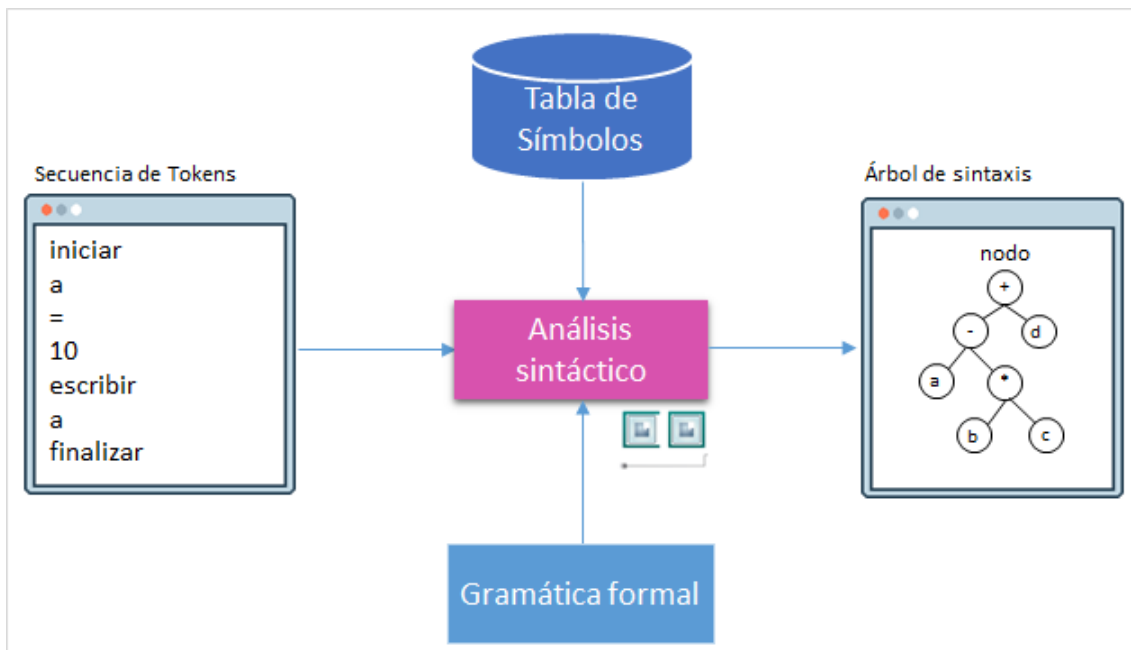 Tabla de
Símbolos
Secuencia de Tokens
iniciar
a
=
10
escribir
a
finalizar
Análisis
sintáctico
Gramática formal
Árbol de sintaxis
nodo
+
- d
a *
b c